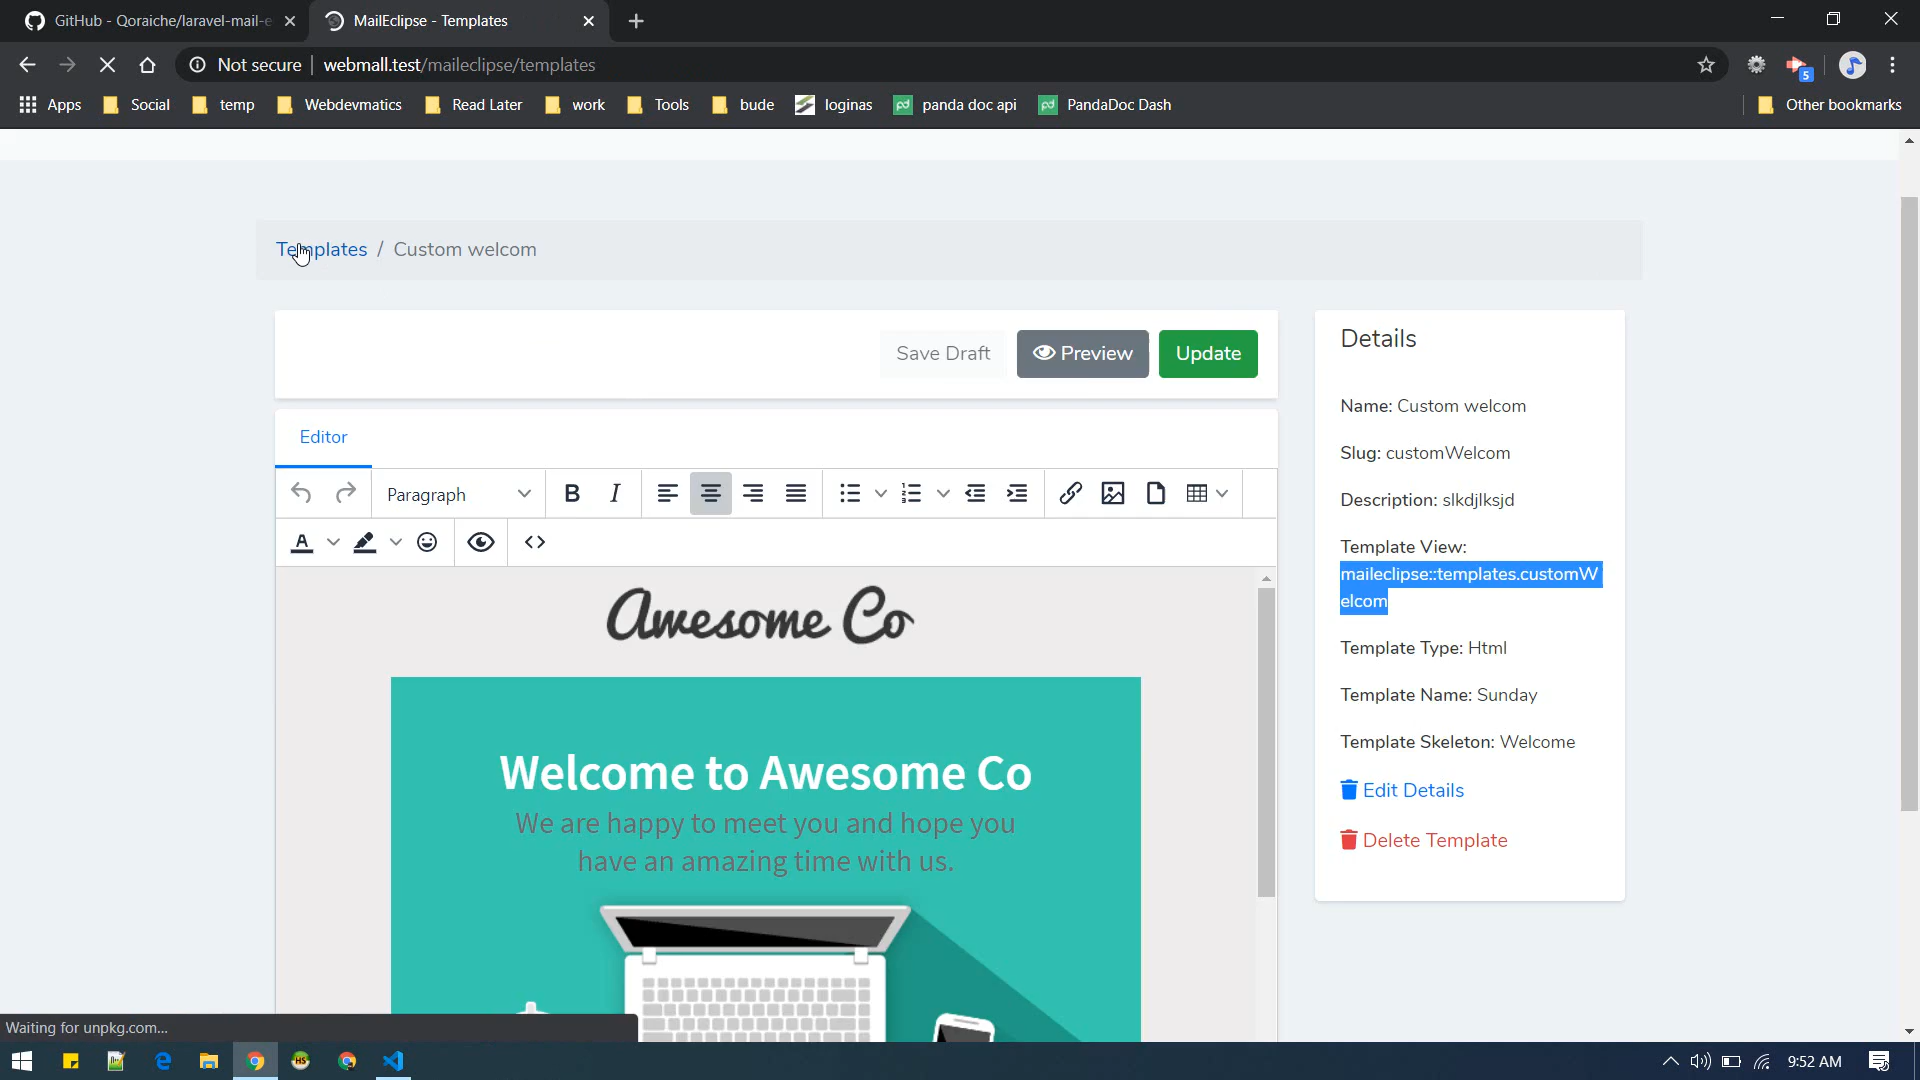 GitHub - Qoraiche/laravel-mail-e
MailEclipse - Templates
Not secure
webmall.test/maileclipse/templates
5
Apps
Social
temp
Webdevmatics
Read Later
work
Tools
bude
loginas
panda doc api
PandaDoc Dash
Other bookmarks
Templates / Custom welcom
Save Draft
Preview
Update
Editor
Paragraph
B
I
A
Awesome Co
Welcome to Awesome Co
We are happy to meet you and hope you
have an amazing time with us.
Details
Name: Custom welcom
Slug: customWelcom
Description: slkdjlksjd
Template View:
maileclipse::templates.customW
elcom
Template Type: Html
Template Name: Sunday
Template Skeleton: Welcome
Edit Details
Delete Template
Waiting for unpkg.com...
HS
9:52 AM